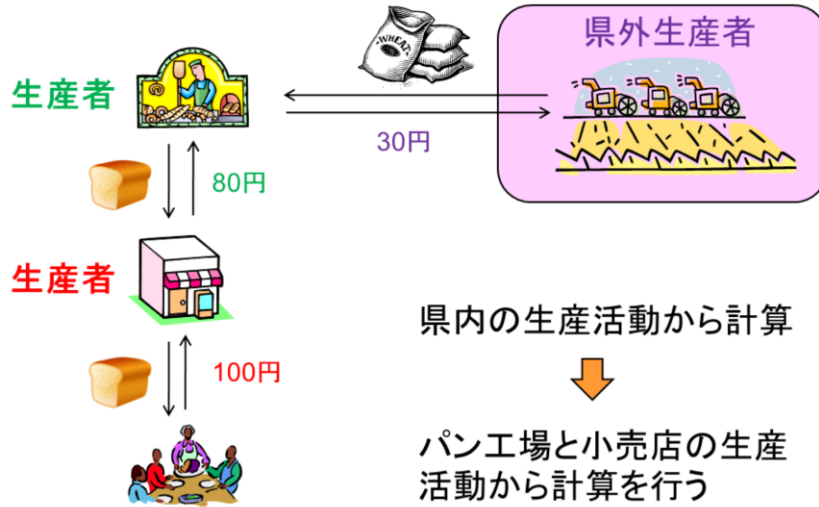 県外生産者
WHEAT
生産者
30円
80円
生産者
県内の生産活動から計算
100円
パン工場と小売店の生産
活動から計算を行う